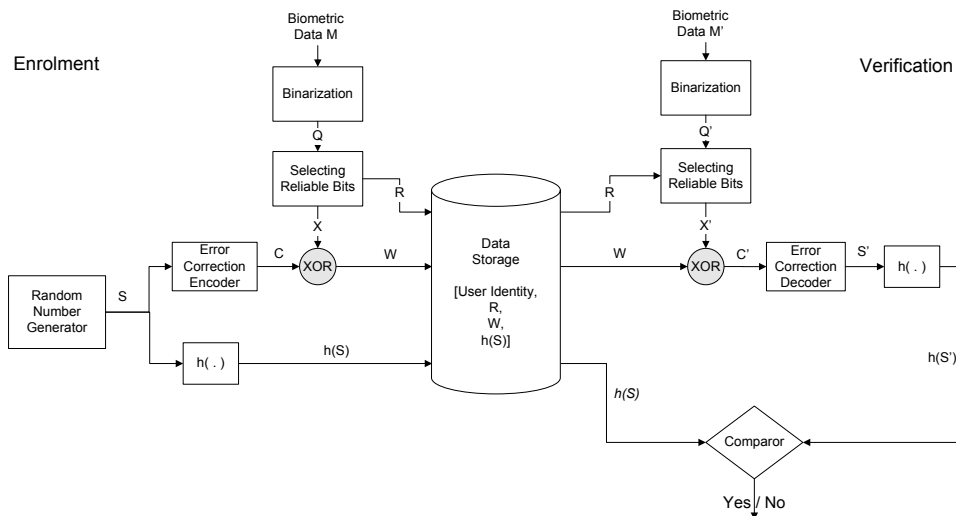 Biometric
Data M
Biometric
Data M'
Enrolment
Verification
Binarization
Binarization
Q
Q'
Selecting
Reliable Bits
Selecting
Reliable Bits
R
R
X
X'
Data
Storage
[User Identity,
R,
W,
h(S)]
Error
Correction
Encoder
C
XOR
W
W
XOR
C'
Error
Correction
Decoder
S'
h( . )
Random
Number
Generator
S
h( . )
h(S)
h(S')
h(S)
Comparor
Yes / No